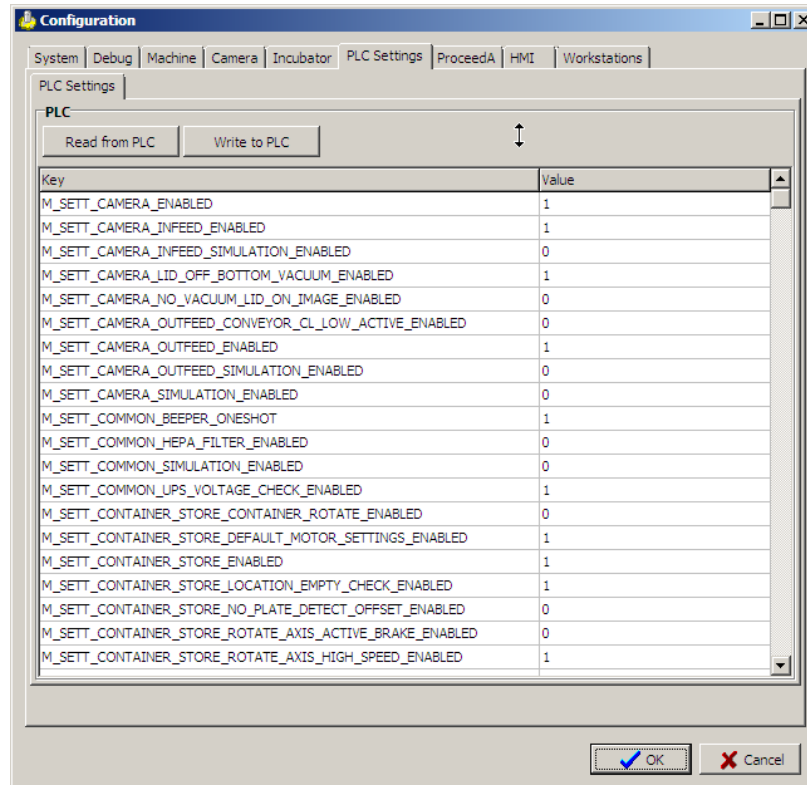 Configuration
System Debug Machine Camera Incubator PLC Settings ProceedA HMI Workstations
PLC Settings
PLC
Read from PLC Write to PLC
Key Value
M_SETT_CAMERA_ENABLED 1
M_SETT_CAMERA_INFEED_ENABLED 1
M_SETT_CAMERA_INFEED_SIMULATION_ENABLED 0
M_SETT_CAMERA_LID_OFF_BOTTOM_VACUUM_ENABLED 1
M_SETT_CAMERA_NO_VACUUM_LID_ON_IMAGE_ENABLED 0
M_SETT_CAMERA_OUTFEED_CONVEYOR_CL_LOW_ACTIVE_ENABLED 0
M_SETT_CAMERA_OUTFEED_ENABLED 1
M_SETT_CAMERA_OUTFEED_SIMULATION_ENABLED 0
M_SETT_CAMERA_SIMULATION_ENABLED 0
M_SETT_COMMON_BEEPER_ONESHOT 1
M_SETT_COMMON_HEPA_FILTER_ENABLED 0
M_SETT_COMMON_SIMULATION_ENABLED 0
M_SETT_COMMON_UPS_VOLTAGE_CHECK_ENABLED 1
M_SETT_CONTAINER_STORE_CONTAINER_ROTATE_ENABLED 0
M_SETT_CONTAINER_STORE_DEFAULT_MOTOR_SETTINGS_ENABLED 1
M_SETT_CONTAINER_STORE_ENABLED 1
M_SETT_CONTAINER_STORE_LOCATION_EMPTY_CHECK_ENABLED 1
M_SETT_CONTAINER_STORE_NO_PLATE_DETECT_OFFSET_ENABLED 0
M_SETT_CONTAINER_STORE_ROTATE_AXIS_ACTIVE_BRAKE_ENABLED 0
M_SETT_CONTAINER_STORE_ROTATE_AXIS_HIGH_SPEED_ENABLED 1
OK Cancel